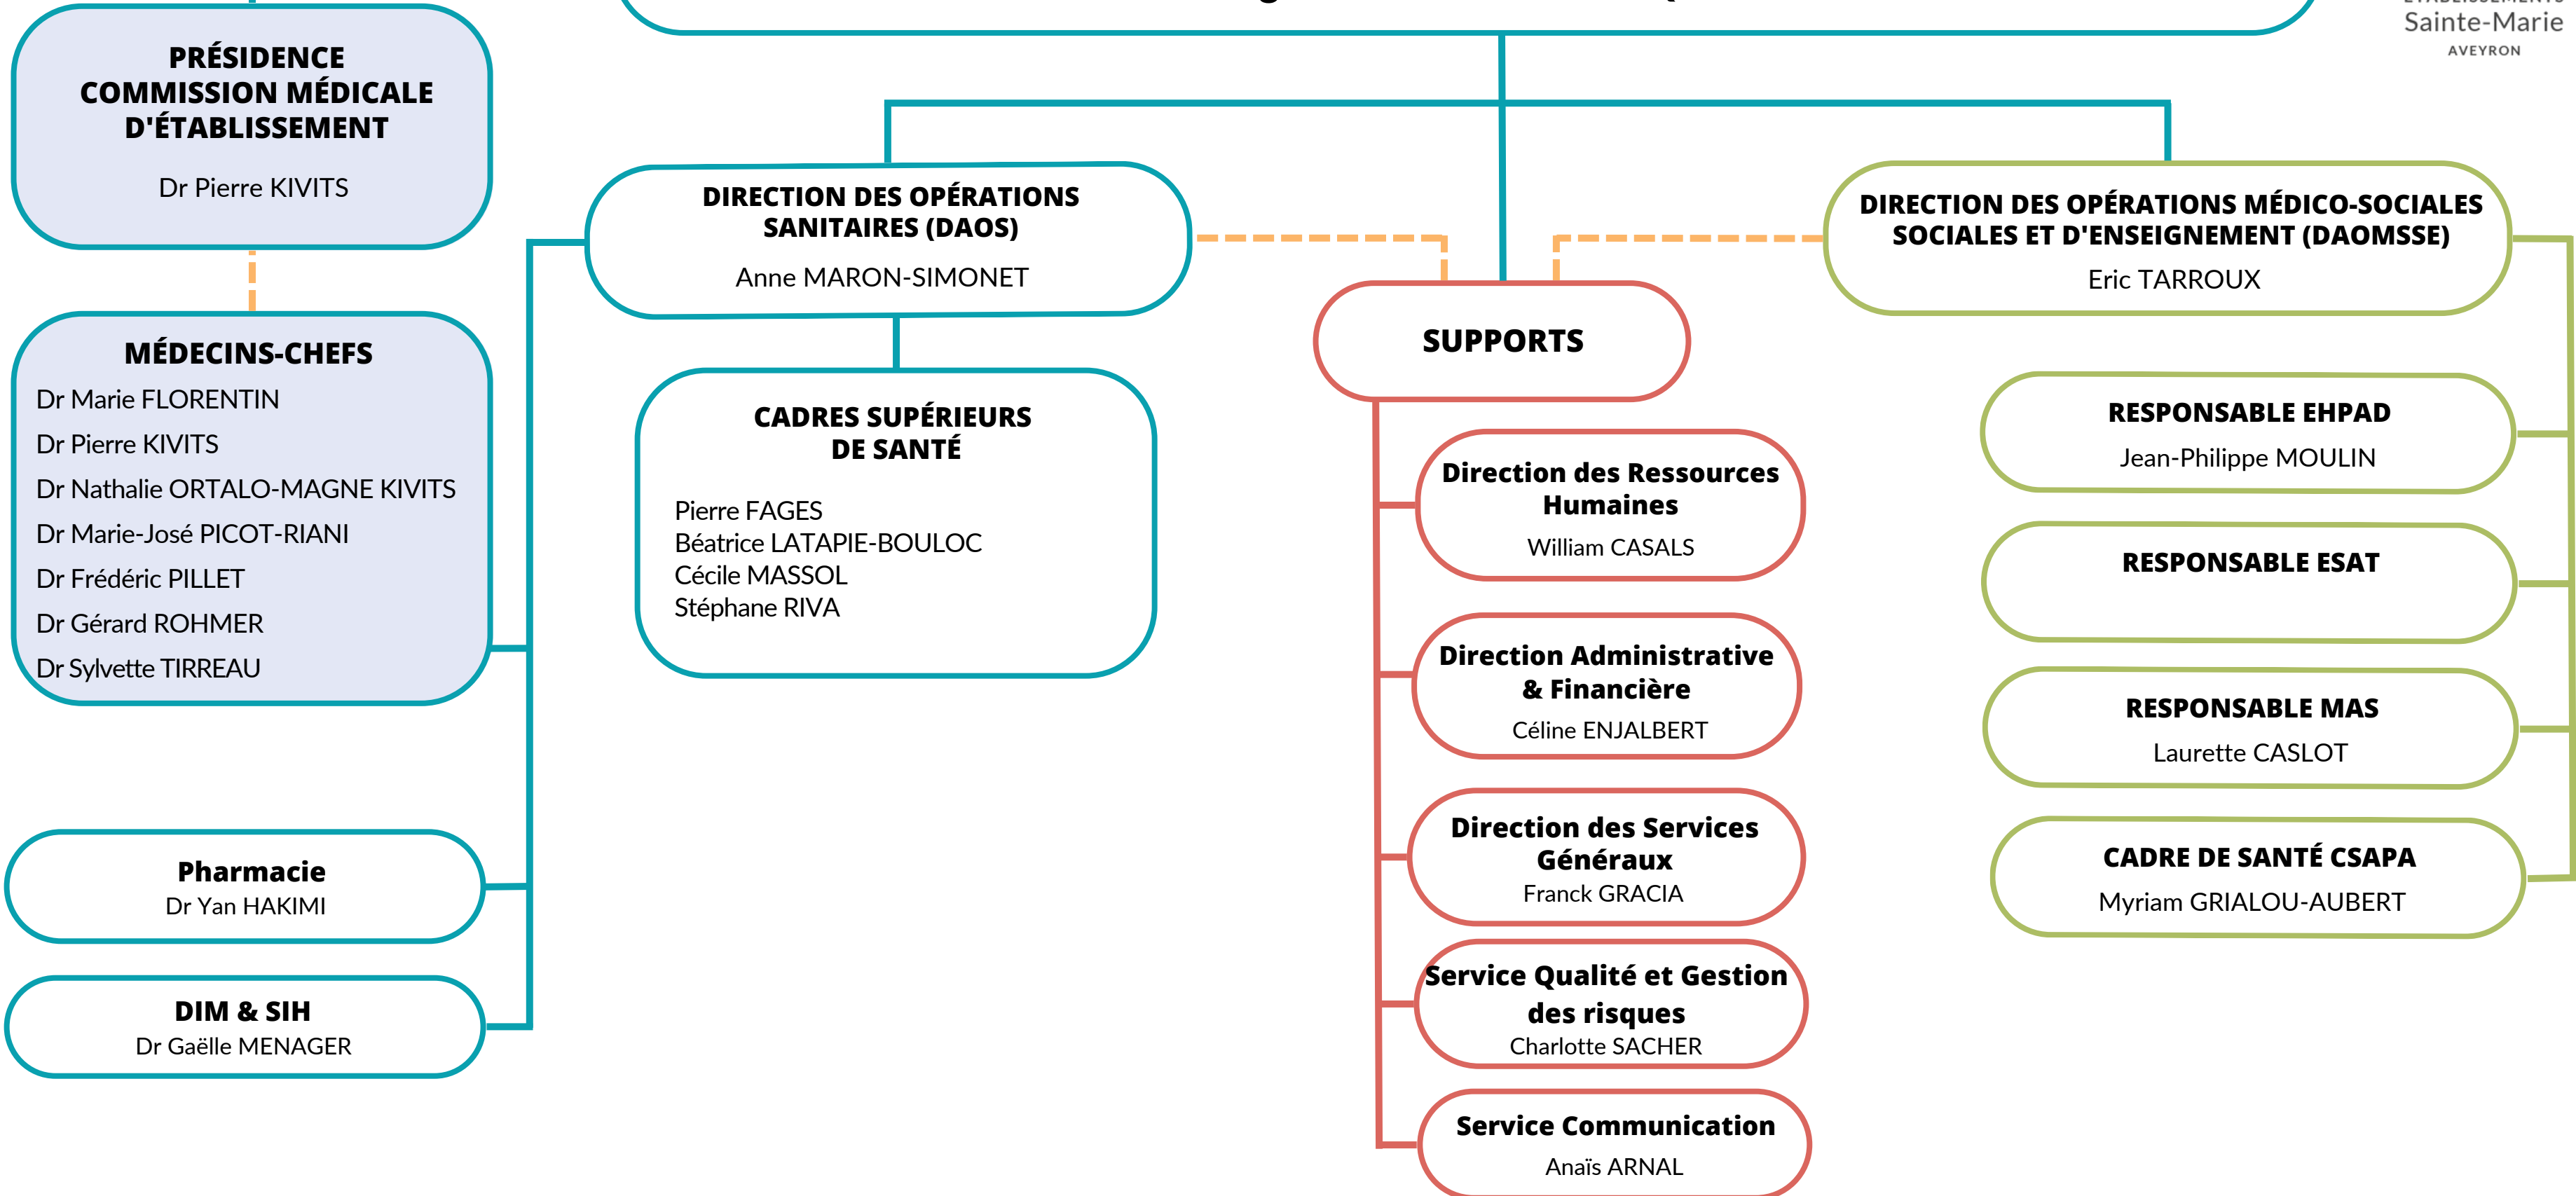 Sainte-Marie
AVEYRON
PRÉSIDENCE
COMMISSION MÉDICALE
D'ÉTABLISSEMENT
Dr Pierre KIVITS
MÉDECINS-CHEFS
Dr Marie FLORENTIN
Dr Pierre KIVITS
Dr Nathalie ORTALO-MAGNE KIVITS
Dr Marie-José PICOT-RIANI
Dr Frédéric PILLET
Dr Gérard ROHMER
Dr Sylvette TIRREAU
Pharmacie
Dr Yan HAKIMI
DIM & SIH
Dr Gaëlle MENAGER
DIRECTION DES OPÉRATIONS
SANITAIRES (DAOS)
Anne MARON-SIMONET
CADRES SUPÉRIEURS
DE SANTÉ
Pierre FAGES
Béatrice LATAPIE-BOULOC
Cécile MASSOL
Stéphane RIVA
SUPPORTS
Direction des Ressources
Humaines
William CASALS
Direction Administrative
& Financière
Céline ENJALBERT
Direction des Services
Généraux
Franck GRACIA
Service Qualité et Gestion
des risques
Charlotte SACHER
Service Communication
Anaïs ARNAL
DIRECTION DES OPÉRATIONS MÉDICO-SOCIALES
SOCIALES ET D'ENSEIGNEMENT (DAOMSSE)
Eric TARROUX
RESPONSABLE EHPAD
Jean-Philippe MOULIN
RESPONSABLE ESAT
RESPONSABLE MAS
Laurette CASLOT
CADRE DE SANTÉ CSAPA
Myriam GRIALOU-AUBERT